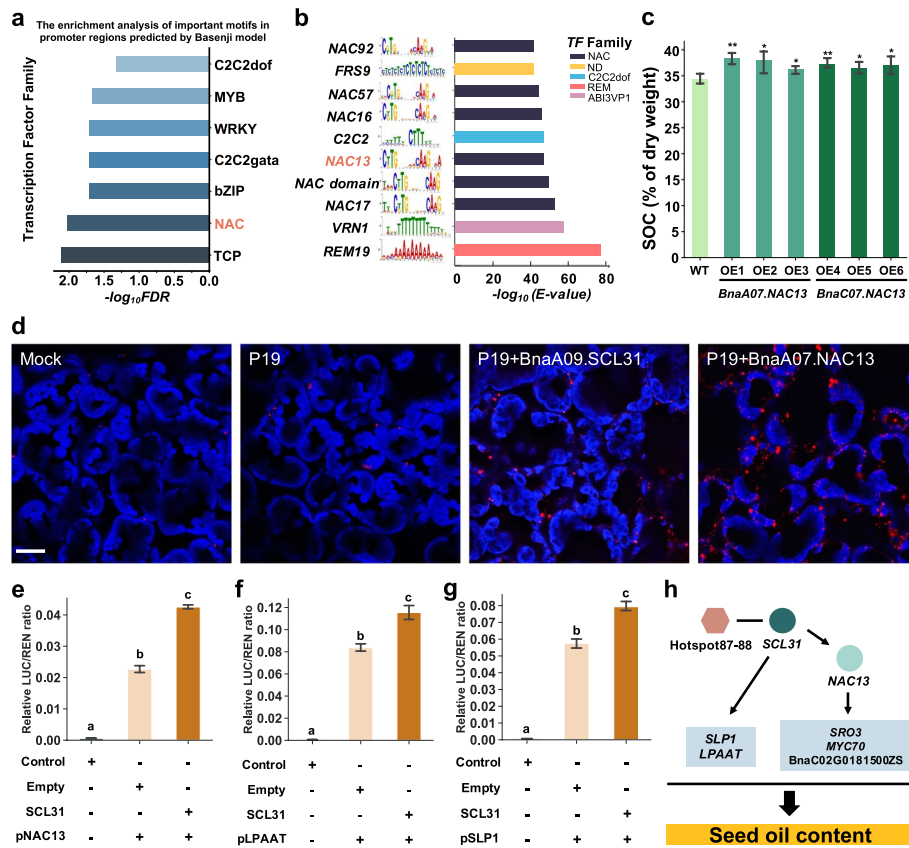 a
The enrichment analysis of important motifs in
promoter regions predicted by Basenji model
Transcription Factor Family
C2C2dof
MYB
WRKY
C2C2gata
bZIP
NAC
TCP
2.0 1.5 1.0 0.5 0.0
-log10FDR
b
NAC92
FRS9
NAC57
NAC16
C2C2
NAC13
NAC domain
NAC17
VRN1
REM19
0 20 40 60 80
-log10 (E-value)
TF Family
NAC
ND
C2C2dof
REM
ABI3VP1
c
SOC (% of dry weight)
40
35
30
25
20
15
10
5
0
** * * ** * *
WT OE1 OE2 OE3 OE4 OE5 OE6
BnaA07.NAC13 BnaC07.NAC13
d
Mock
P19
P19+BnaA09.SCL31
P19+BnaA07.NAC13
e
Relative LUC/REN ratio
0.04
0.03
0.02
0.01
0.00
a b c
Control + - -
Empty - + -
SCL31 - - +
pNAC13 - + +
f
Relative LUC/REN ratio
0.12
0.10
0.08
0.06
0.04
0.02
0.00
a b c
Control + - -
Empty - + -
SCL31 - - +
pLPAAT - + +
g
Relative LUC/REN ratio
0.08
0.06
0.04
0.02
0.00
a b c
Control + - -
Empty - + -
SCL31 - - +
pSLP1 - + +
h
Hotspot87-88
SCL31
NAC13
SLP1
LPAAT
SRO3
MYC70
BnaC02G0181500ZS
Seed oil content